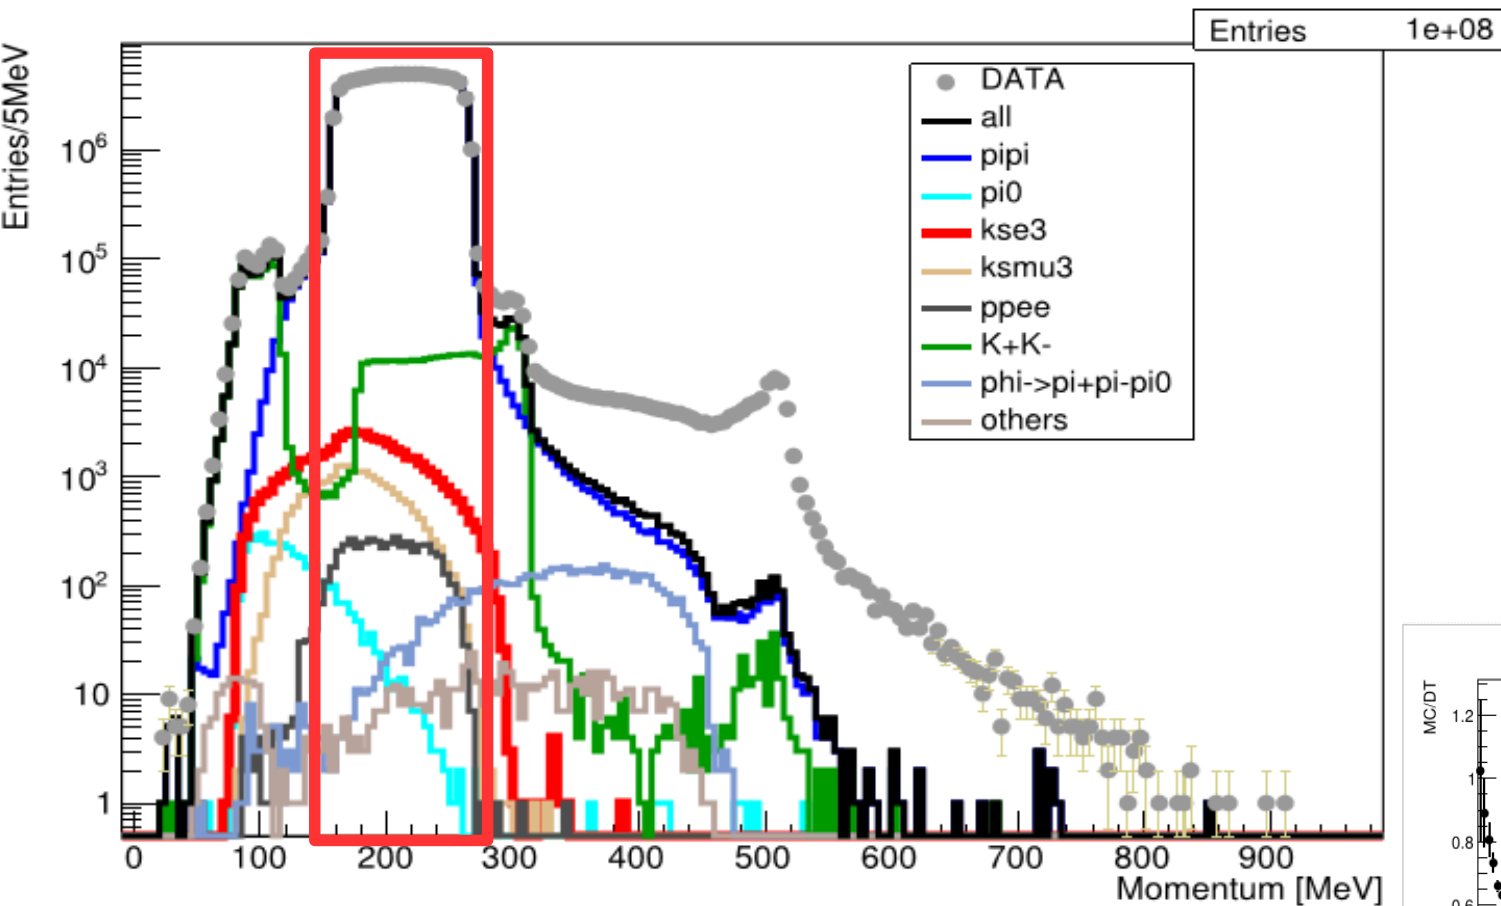 Entries 1e+08
Entries/5MeV
DATA
all
pipi
pi0
kse3
ksmu3
ppee
K+K-
phi->pi+pi-pi0
others
10⁶
10⁵
10⁴
10³
10²
10
1
0 100 200 300 400 500 600 700 800 900
Momentum [MeV]
MC/DT
1.2
1
0.8
0.6